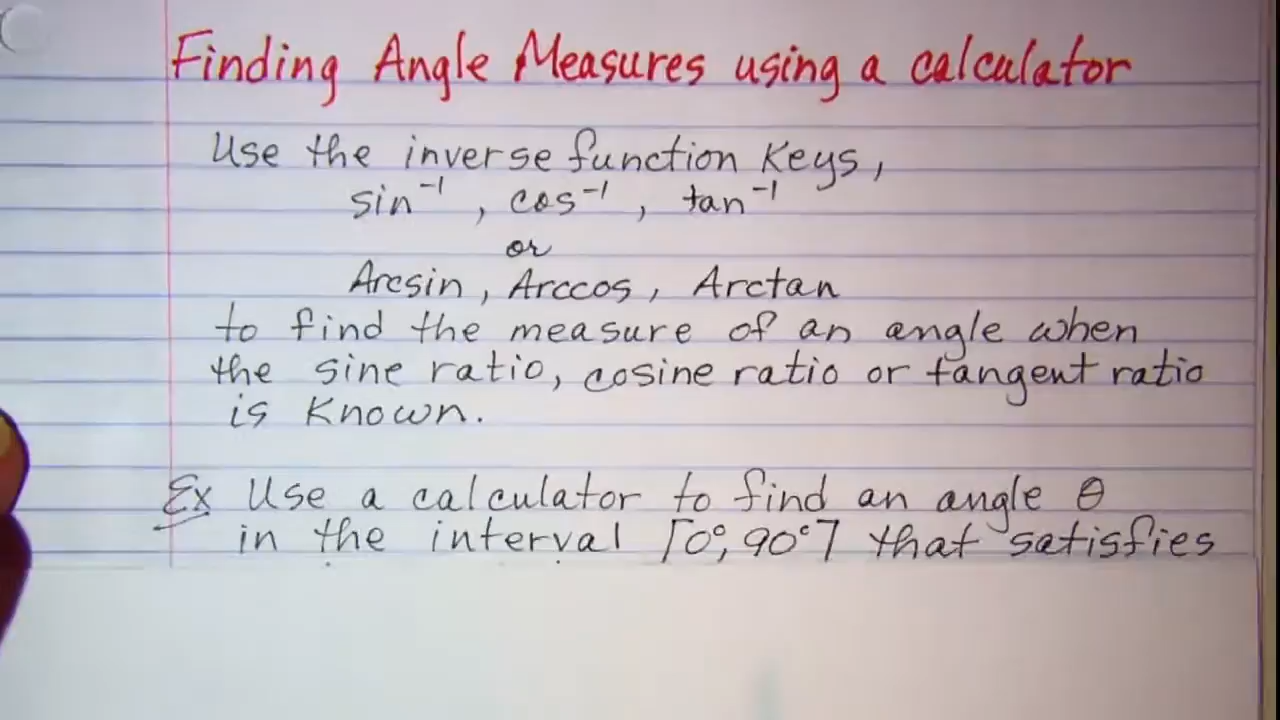 Finding Angle Measures using a calculator
Use the inverse function keys,
sin⁻¹, cos⁻¹, tan⁻¹
or
Arcsin, Arccos, Arctan
to find the measure of an angle when
the sine ratio, cosine ratio or tangent ratio
is known.
Ex Use a calculator to find an angle θ
in the interval [0°, 90°] that satisfies